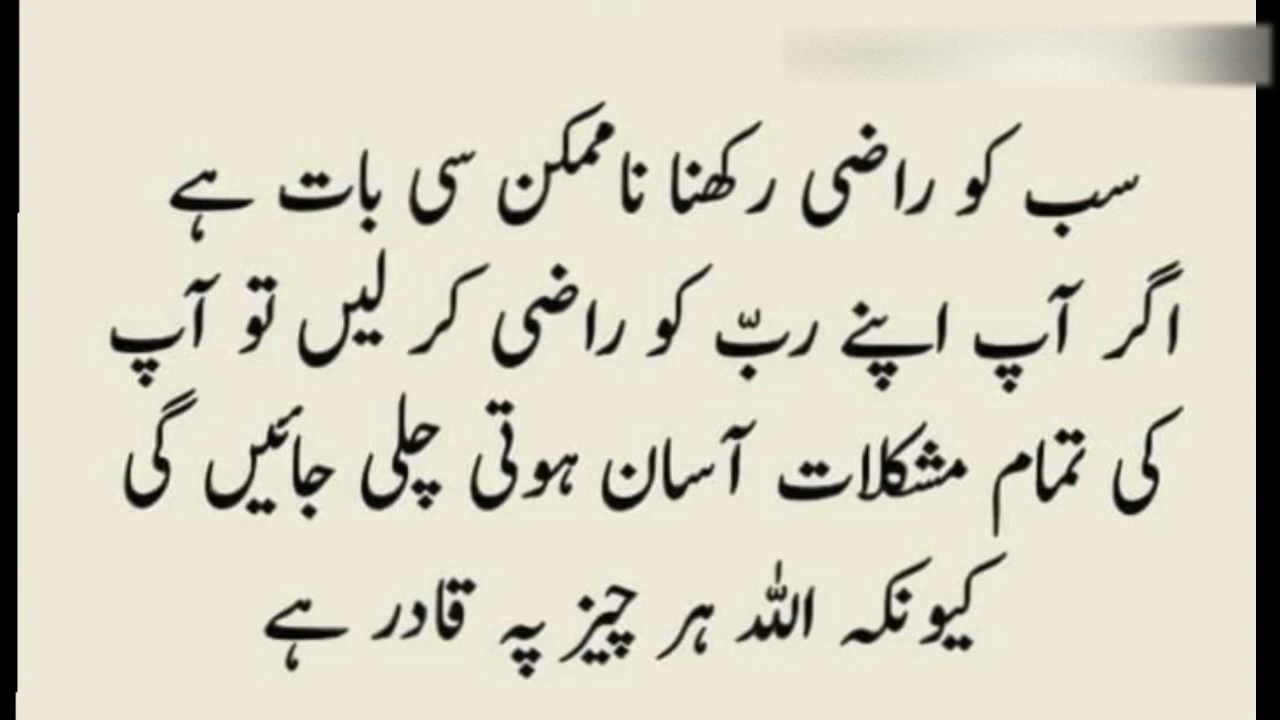 سب کو راضی رکھنا ناممکن سی بات ہے
اگر آپ اپنے ربّ کو راضی کر لیں تو آپ
کی تمام مشکلات آسان ہوتی چلی جائیں گی
کیونکہ اللہ ہر چیز پہ قادر ہے